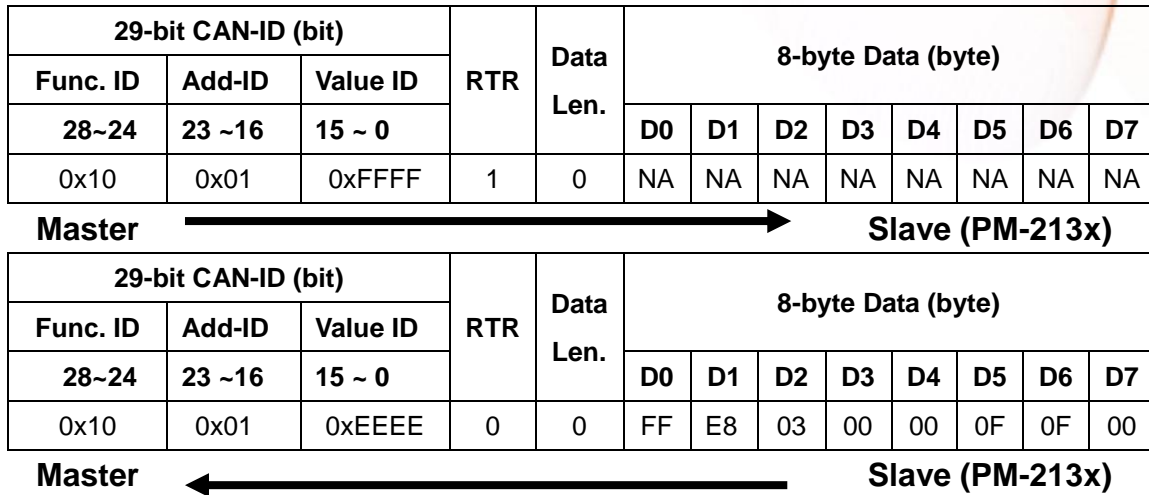 29-bit CAN-ID (bit) RTR Data Len. 8-byte Data (byte)
Func. ID Add-ID Value ID
28~24 23 ~16 15 ~ 0 D0 D1 D2 D3 D4 D5 D6 D7
0x10 0x01 0xFFFF 1 0 NA NA NA NA NA NA NA NA
Master Slave (PM-213x)
29-bit CAN-ID (bit) RTR Data Len. 8-byte Data (byte)
Func. ID Add-ID Value ID
28~24 23 ~16 15 ~ 0 D0 D1 D2 D3 D4 D5 D6 D7
0x10 0x01 0xEEEE 0 0 FF E8 03 00 00 0F 0F 00
Master Slave (PM-213x)